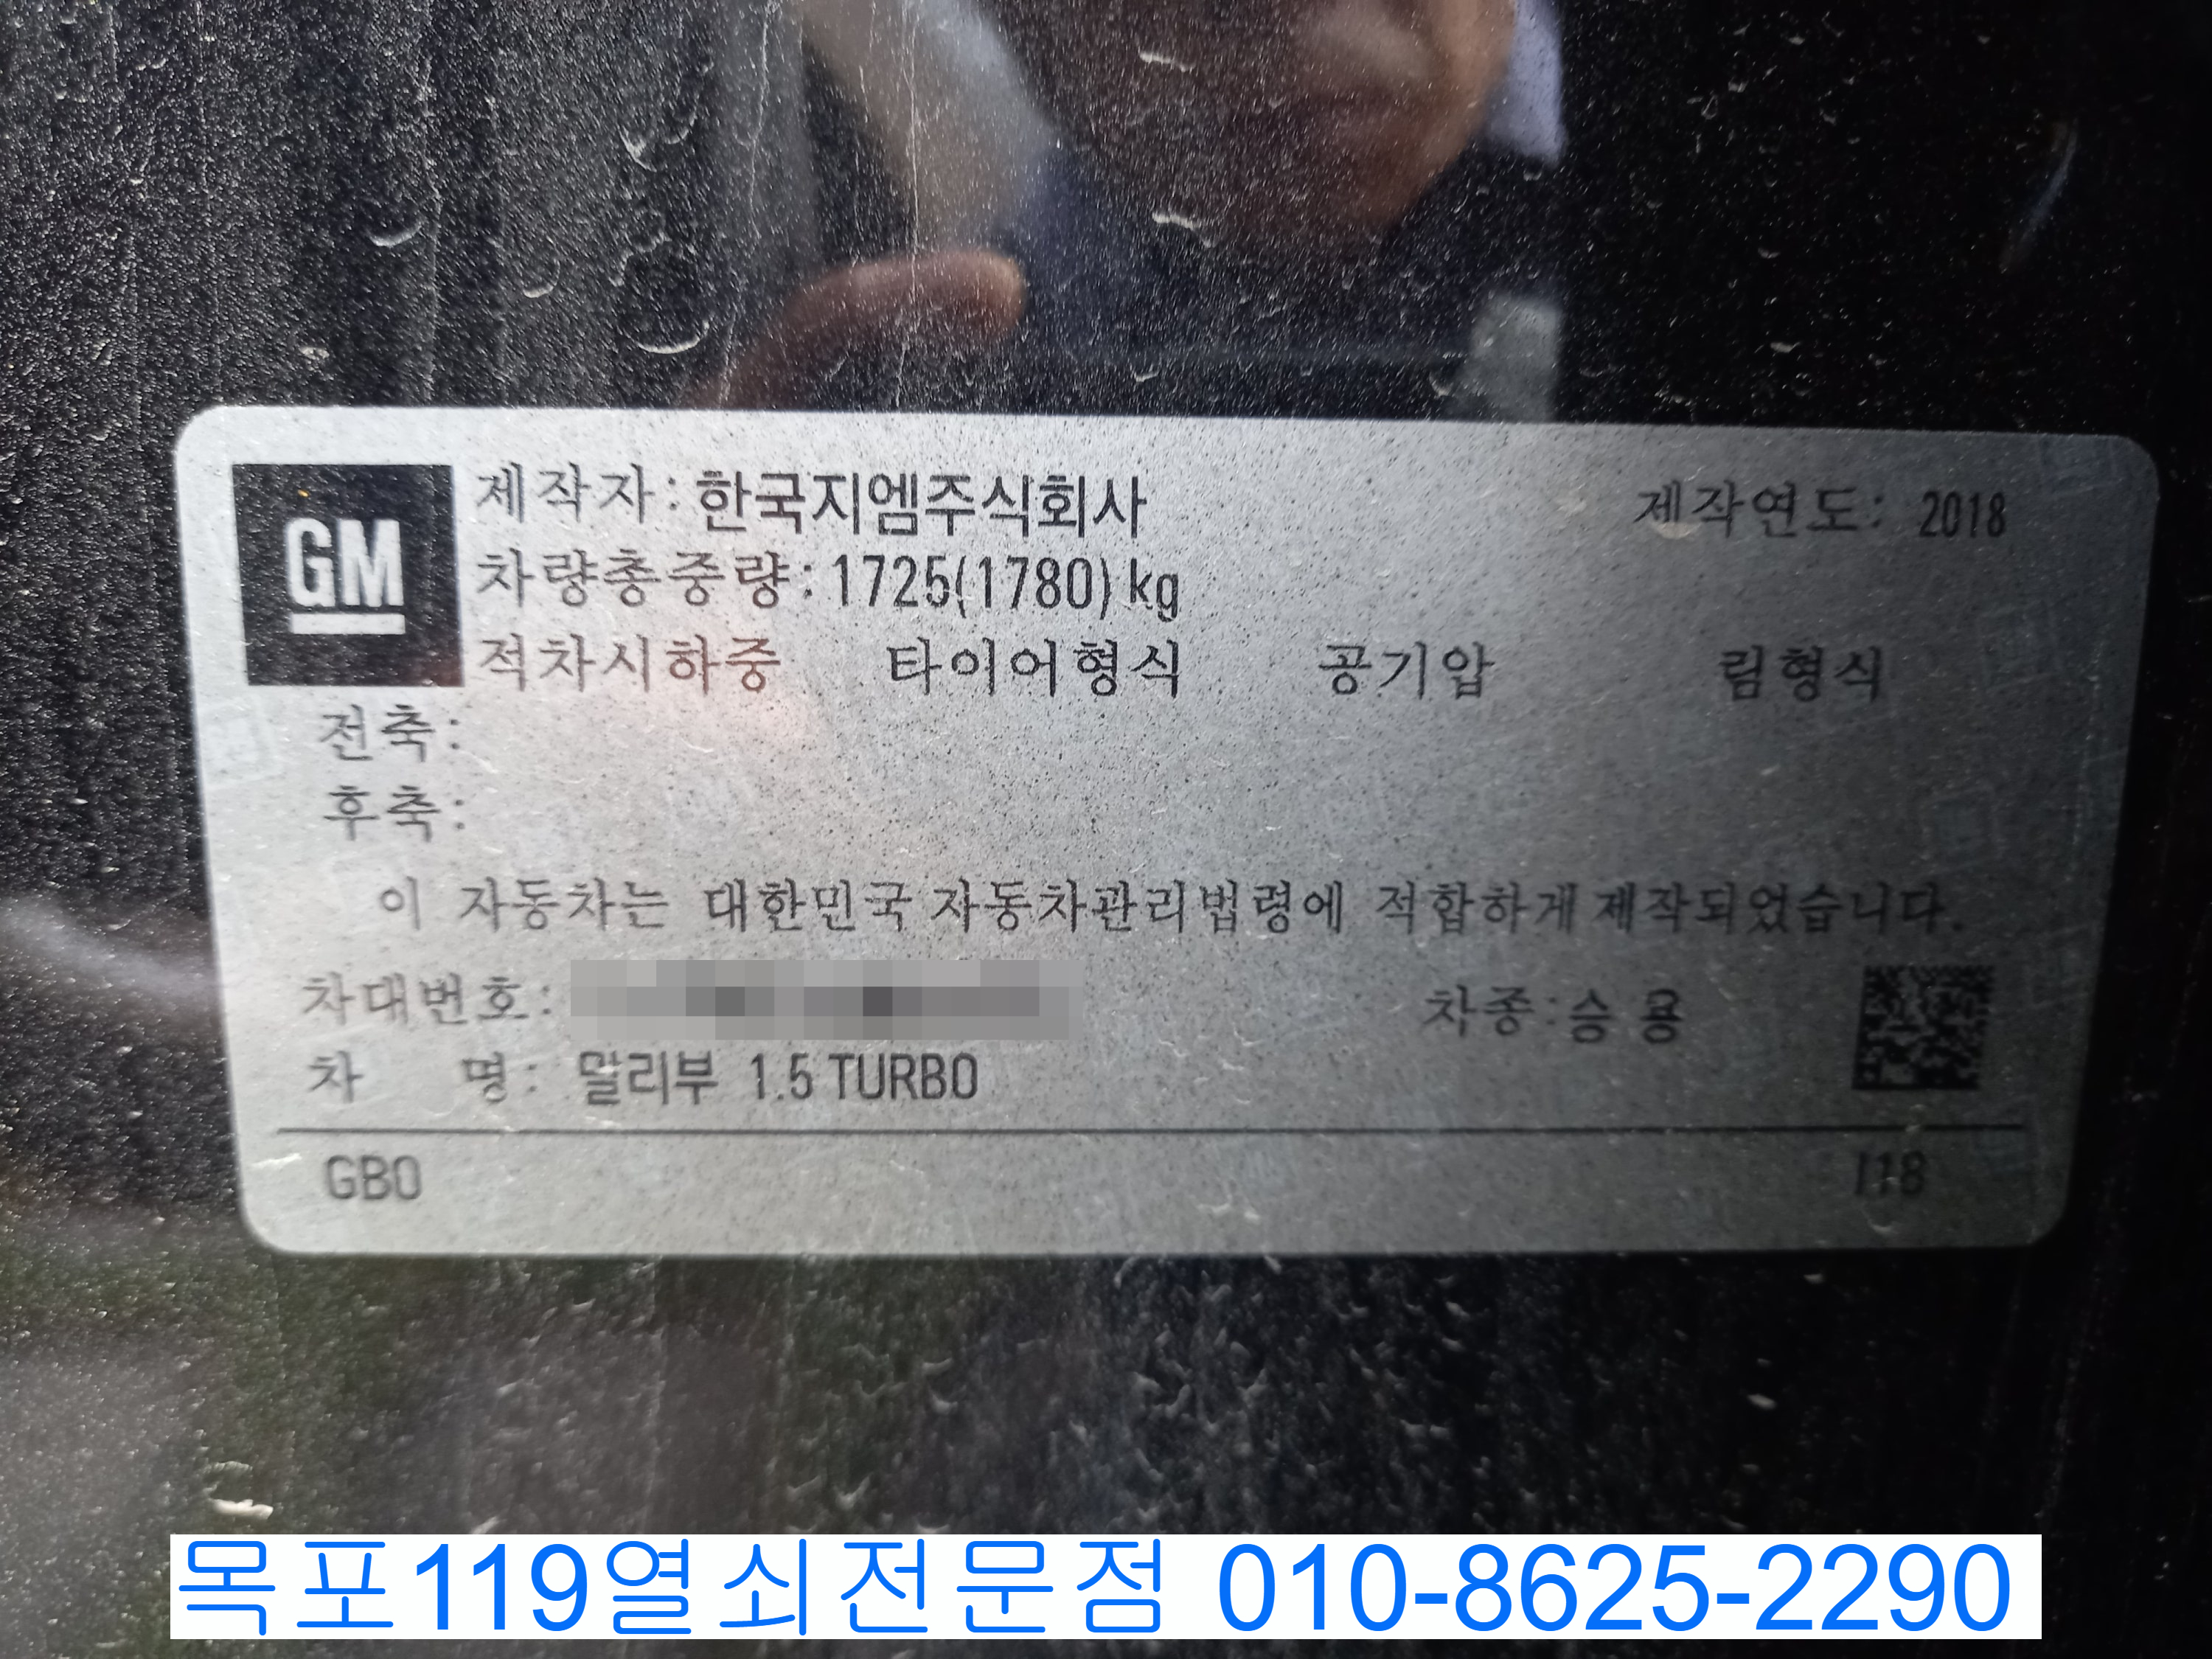 GM
제작자: 한국지엠주식회사 제작연도: 2018
차량총중량: 1725(1780) kg
적차시하중 타이어형식 공기압 림형식
전축:
후축:
이 자동차는 대한민국 자동차관리법령에 적합하게 제작되었습니다.
차대번호: 차종: 승용
차 명: 말리부 1.5 TURBO
GB0 I18
목포119열쇠전문점 010-8625-2290